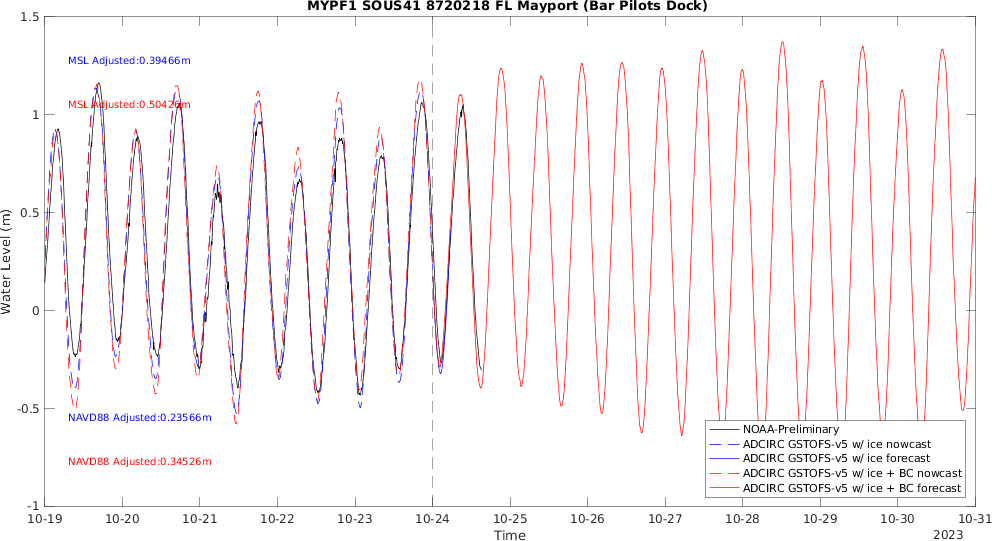 MYPF1 SOUS41 8720218 FL Mayport (Bar Pilots Dock)
1.5
1
0.5
0
-0.5
-1
Water Level (m)
MSL Adjusted:0.39466m
MSL Adjusted:0.50426m
NAVD88 Adjusted:0.23566m
NAVD88 Adjusted:0.34526m
NOAA-Preliminary
ADCIRC GSTOFS-v5 w/ ice nowcast
ADCIRC GSTOFS-v5 w/ ice forecast
ADCIRC GSTOFS-v5 w/ ice + BC nowcast
ADCIRC GSTOFS-v5 w/ ice + BC forecast
10-19 10-20 10-21 10-22 10-23 10-24 10-25 10-26 10-27 10-28 10-29 10-30 10-31
Time
2023